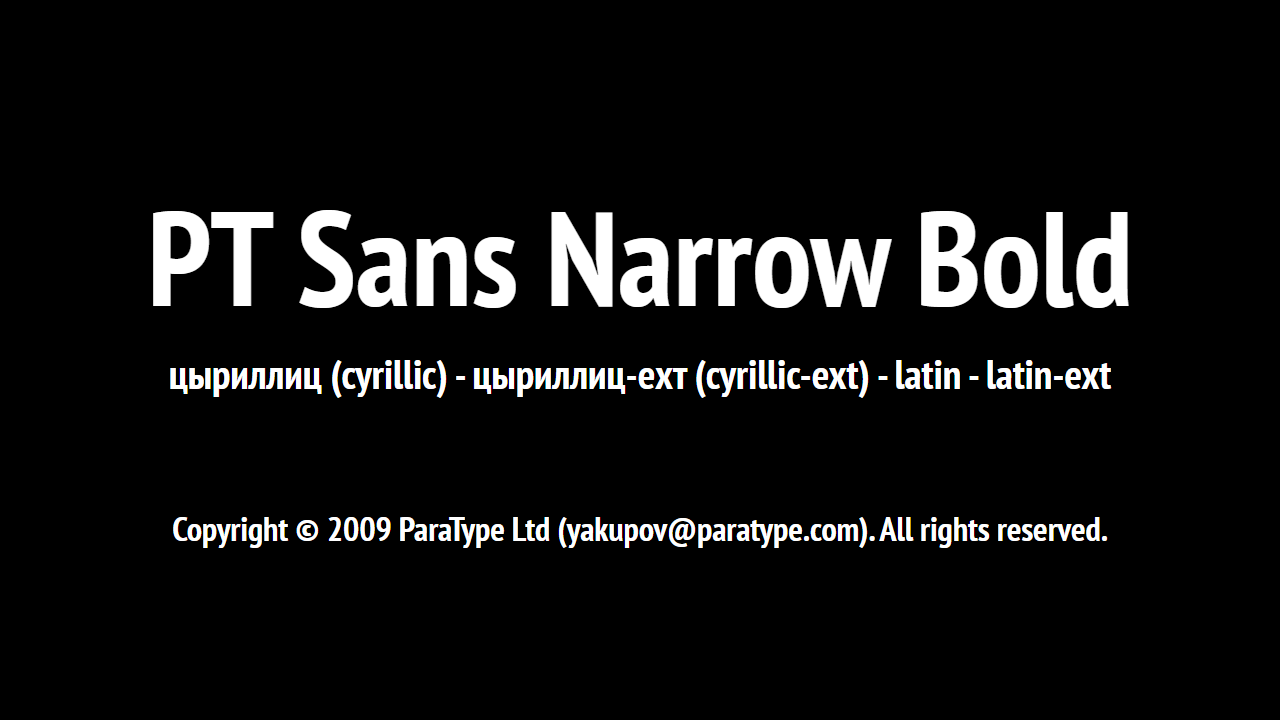 PT Sans Narrow Bold
цыриллиц (cyrillic) - цыриллиц-ехт (cyrillic-ext) - latin - latin-ext
Copyright © 2009 ParaType Ltd (yakupov@paratype.com). All rights reserved.